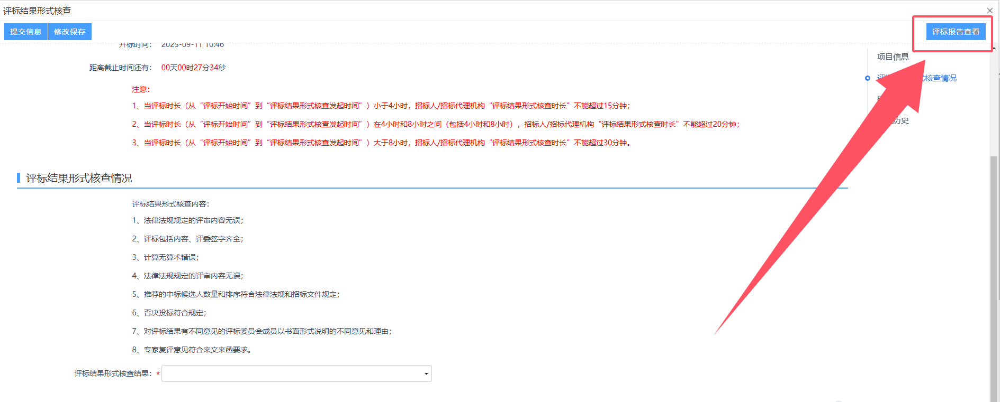 评标结果形式核查
提交信息 修改保存 评标报告查看
开标时间： 2025-09-11 10:46
距离截止时间还有： 00天00时27分34秒
注意：
1、当评标时长（从“评标开始时间”到“评标结果形式核查发起时间”）小于4小时，招标人/招标代理机构“评标结果形式核查时长”不能超过15分钟；
2、当评标时长（从“评标开始时间”到“评标结果形式核查发起时间”）在4小时和8小时之间（包括4小时和8小时），招标人/招标代理机构“评标结果形式核查时长”不能超过20分钟；
3、当评标时长（从“评标开始时间”到“评标结果形式核查发起时间”）大于8小时，招标人/招标代理机构“评标结果形式核查时长”不能超过30分钟。
评标结果形式核查情况
评标结果形式核查内容：
1、法律法规规定的评审内容无误；
2、评标包括内容、评委签字齐全；
3、计算无算术错误；
4、法律法规规定的评审内容无误；
5、推荐的中标候选人数量和排序符合法律法规和招标文件规定；
6、否决投标符合规定；
7、对评标结果有不同意见的评标委员会成员以书面形式说明的不同意见和理由；
8、专家复评意见符合来文来函要求。
评标结果形式核查结果：*
项目信息
核查情况
历史